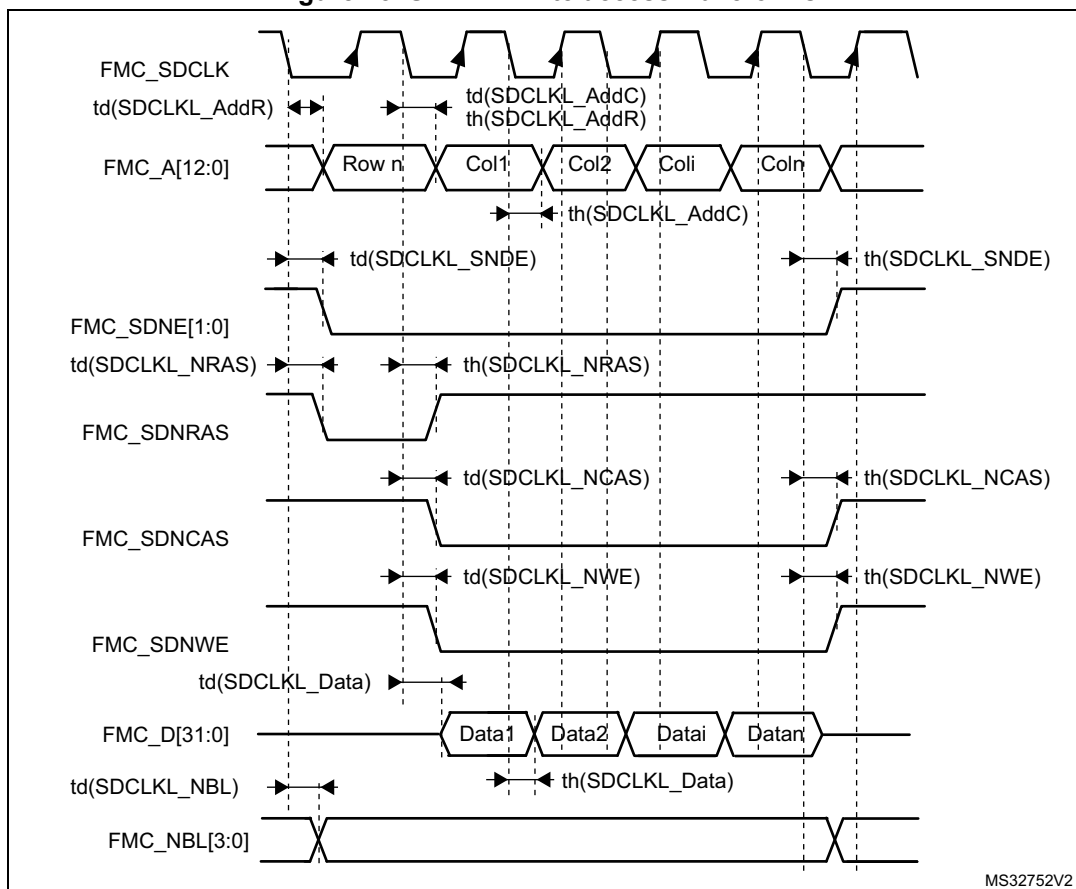 FMC_SDCLK
td(SDCLKL_AddR)
td(SDCLKL_AddC)
th(SDCLKL_AddR)
FMC_A[12:0]
Row n
Col1
Col2
Coli
Coln
th(SDCLKL_AddC)
td(SDCLKL_SNDE)
th(SDCLKL_SNDE)
FMC_SDNE[1:0]
td(SDCLKL_NRAS)
th(SDCLKL_NRAS)
FMC_SDNRAS
td(SDCLKL_NCAS)
th(SDCLKL_NCAS)
FMC_SDNCAS
td(SDCLKL_NWE)
th(SDCLKL_NWE)
FMC_SDNWE
td(SDCLKL_Data)
FMC_D[31:0]
Data1
Data2
Datai
Datan
th(SDCLKL_Data)
td(SDCLKL_NBL)
FMC_NBL[3:0]
MS32752V2